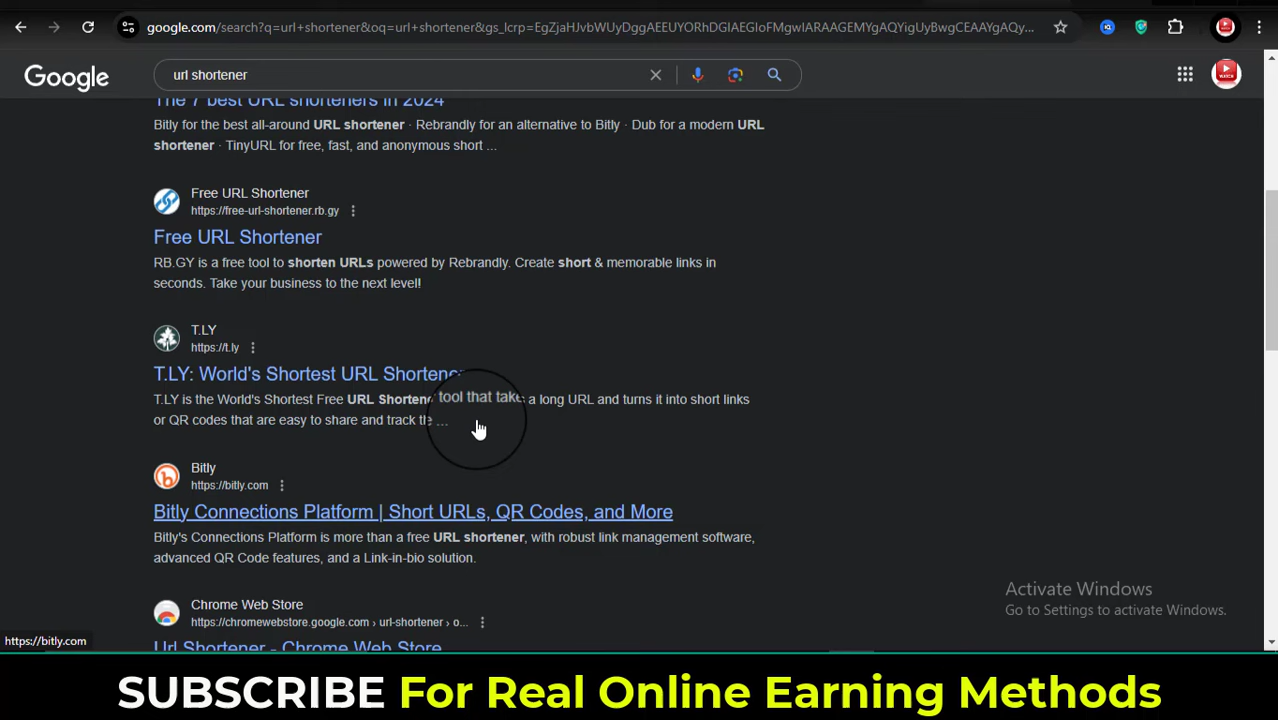 google.com/search?q=url+shortener&oq=url+shortener&gs_lcrp=EgZjaHJvbWUyDggAEEUYORhDGIAEGIoFMgwIARAAGEMYgAQYigUyBwgCEAAYgAQy...
Google
url shortener
The 7 best URL shorteners in 2024
Bitly for the best all-around URL shortener · Rebrandly for an alternative to Bitly · Dub for a modern URL
shortener · TinyURL for free, fast, and anonymous short ...
Free URL Shortener
https://free-url-shortener.rb.gy
Free URL Shortener
RB.GY is a free tool to shorten URLs powered by Rebrandly. Create short & memorable links in
seconds. Take your business to the next level!
T.LY
https://t.ly
T.LY: World's Shortest URL Shortener
T.LY is the World's Shortest Free URL Shortener tool that takes a long URL and turns it into short links
or QR codes that are easy to share and track the ...
Bitly
https://bitly.com
Bitly Connections Platform | Short URLs, QR Codes, and More
Bitly's Connections Platform is more than a free URL shortener, with robust link management software,
advanced QR Code features, and a Link-in-bio solution.
Chrome Web Store
https://chromewebstore.google.com › url-shortener › o...
Url Shortener - Chrome Web Store
Activate Windows
Go to Settings to activate Windows.
https://bitly.com
SUBSCRIBE For Real Online Earning Methods